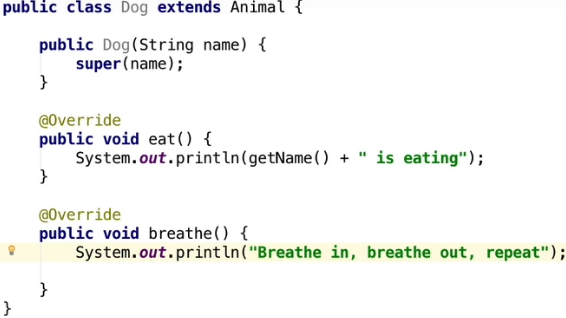 public class Dog extends Animal {
public Dog(String name) {
super(name);
}
@Override
public void eat() {
System.out.println(getName() + " is eating");
}
@Override
public void breathe() {
System.out.println("Breathe in, breathe out, repeat");
}
}